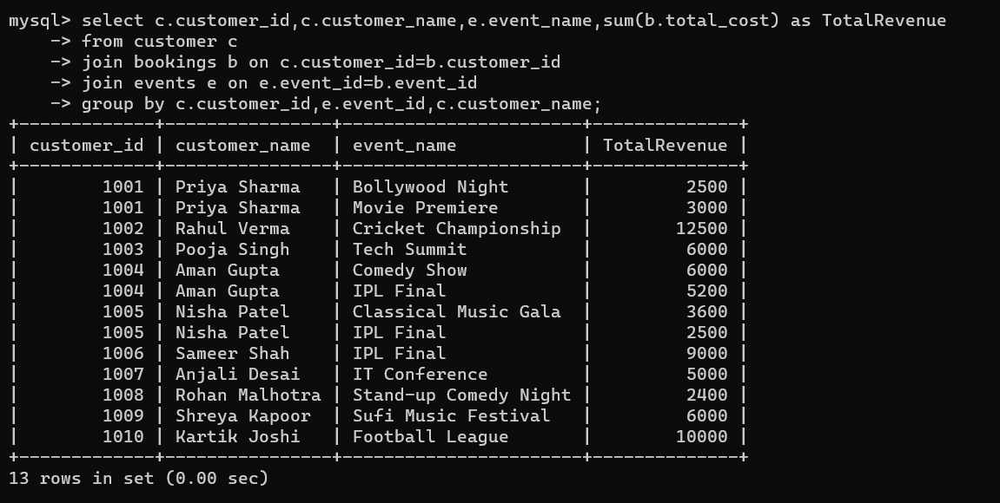 mysql> select c.customer_id,c.customer_name,e.event_name,sum(b.total_cost) as TotalRevenue
    -> from customer c
    -> join bookings b on c.customer_id=b.customer_id
    -> join events e on e.event_id=b.event_id
    -> group by c.customer_id,e.event_id,c.customer_name;
+-------------+----------------+-----------------------+--------------+
| customer_id | customer_name  | event_name            | TotalRevenue |
+-------------+----------------+-----------------------+--------------+
|        1001 | Priya Sharma   | Bollywood Night       |         2500 |
|        1001 | Priya Sharma   | Movie Premiere        |         3000 |
|        1002 | Rahul Verma    | Cricket Championship  |        12500 |
|        1003 | Pooja Singh    | Tech Summit           |         6000 |
|        1004 | Aman Gupta     | Comedy Show           |         6000 |
|        1004 | Aman Gupta     | IPL Final             |         5200 |
|        1005 | Nisha Patel    | Classical Music Gala  |         3600 |
|        1005 | Nisha Patel    | IPL Final             |         2500 |
|        1006 | Sameer Shah    | IPL Final             |         9000 |
|        1007 | Anjali Desai   | IT Conference         |         5000 |
|        1008 | Rohan Malhotra | Stand-up Comedy Night |         2400 |
|        1009 | Shreya Kapoor  | Sufi Music Festival   |         6000 |
|        1010 | Kartik Joshi   | Football League       |        10000 |
+-------------+----------------+-----------------------+--------------+
13 rows in set (0.00 sec)